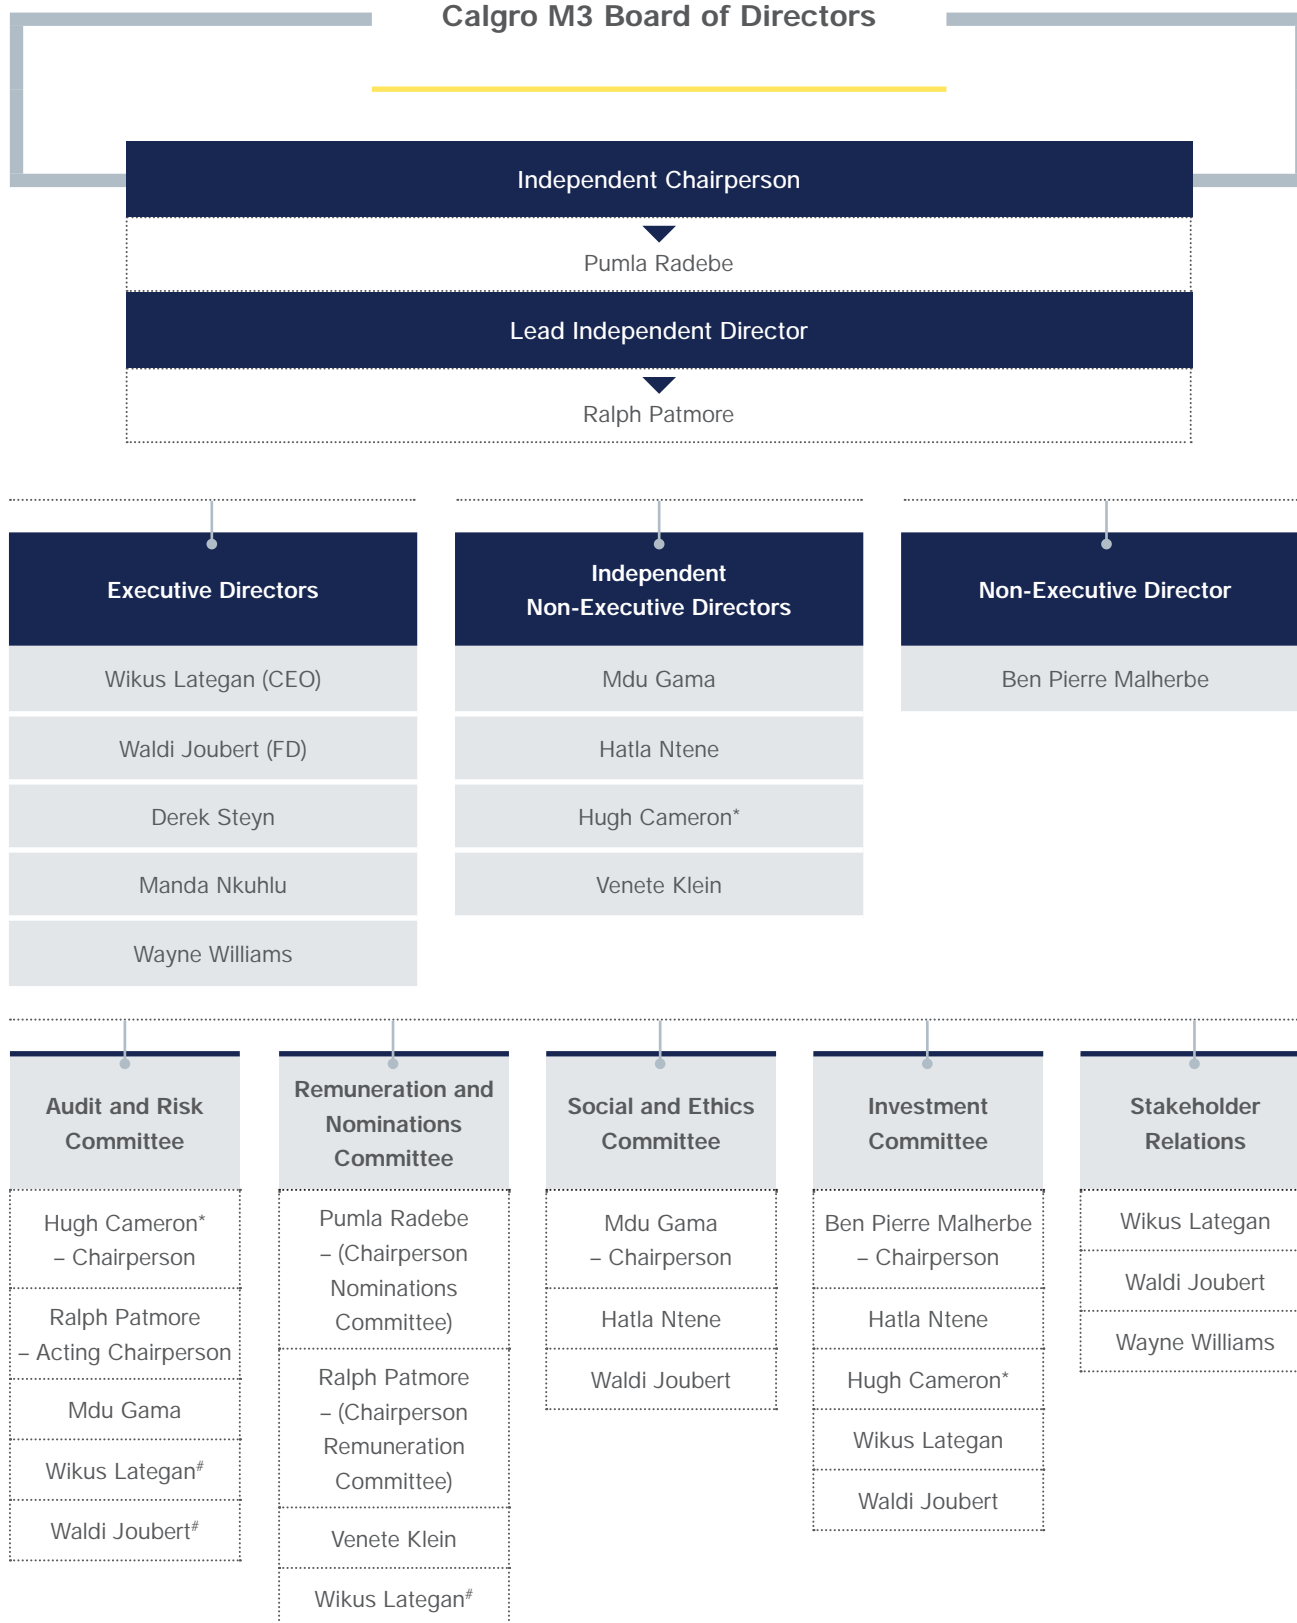 Calgro M3 Board of Directors
Independent Chairperson
Pumla Radebe
Lead Independent Director
Ralph Patmore
Executive Directors
Wikus Lategan (CEO)
Waldi Joubert (FD)
Derek Steyn
Manda Nkuhlu
Wayne Williams
Independent
Non-Executive Directors
Mdu Gama
Hatla Ntene
Hugh Cameron*
Venete Klein
Non-Executive Director
Ben Pierre Malherbe
Audit and Risk
Committee
Hugh Cameron*
– Chairperson
Ralph Patmore
– Acting Chairperson
Mdu Gama
Wikus Lategan#
Waldi Joubert#
Remuneration and
Nominations
Committee
Pumla Radebe
– (Chairperson
Nominations
Committee)
Ralph Patmore
– (Chairperson
Remuneration
Committee)
Venete Klein
Wikus Lategan#
Social and Ethics
Committee
Mdu Gama
– Chairperson
Hatla Ntene
Waldi Joubert
Investment
Committee
Ben Pierre Malherbe
– Chairperson
Hatla Ntene
Hugh Cameron*
Wikus Lategan
Waldi Joubert
Stakeholder
Relations
Wikus Lategan
Waldi Joubert
Wayne Williams